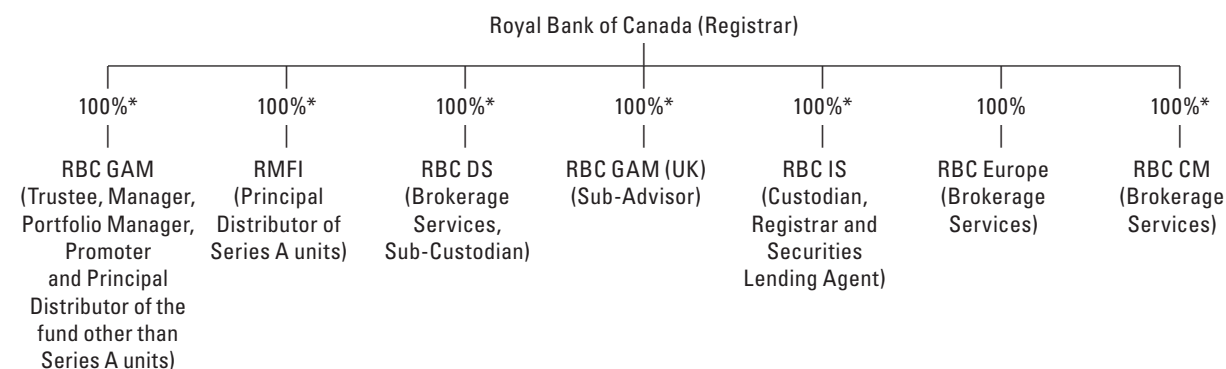 Royal Bank of Canada (Registrar)
100%*
100%*
100%*
100%*
100%*
100%
100%*
RBC GAM
(Trustee, Manager,
Portfolio Manager,
Promoter
and Principal
Distributor of the
fund other than
Series A units)
RMFI
(Principal
Distributor of
Series A units)
RBC DS
(Brokerage
Services,
Sub-Custodian)
RBC GAM (UK)
(Sub-Advisor)
RBC IS
(Custodian,
Registrar and
Securities
Lending Agent)
RBC Europe
(Brokerage
Services)
RBC CM
(Brokerage
Services)